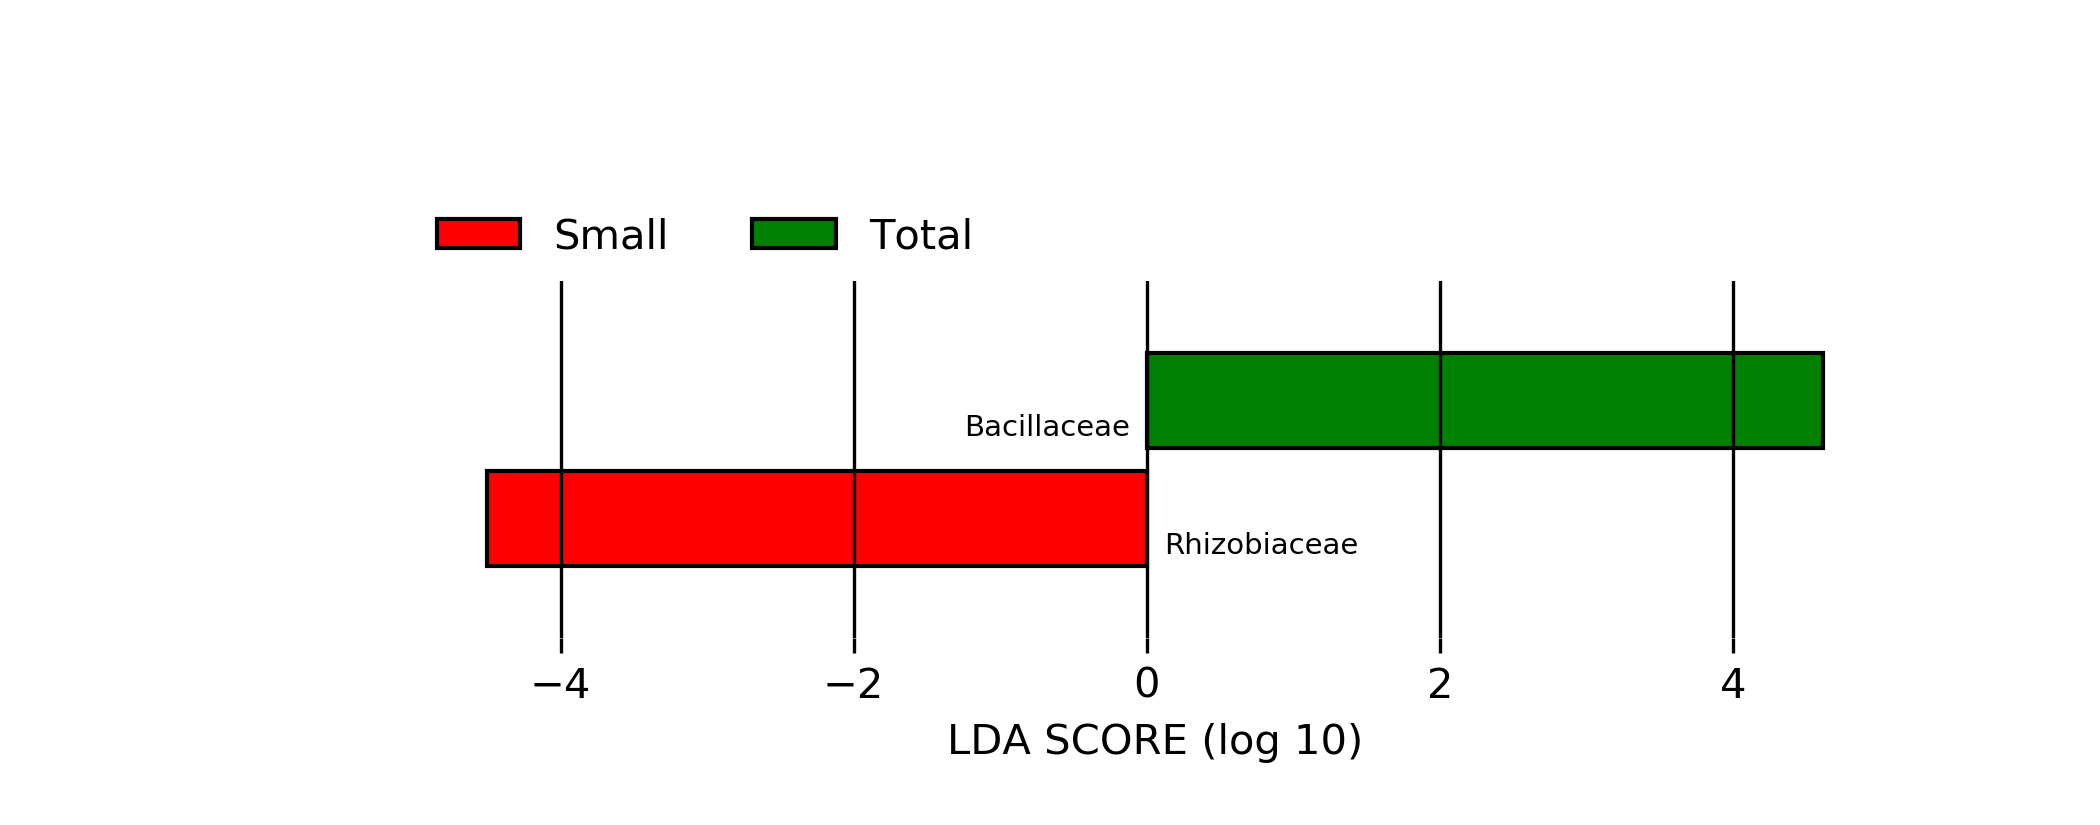 Small Total
Bacillaceae
Rhizobiaceae
−4 −2 0 2 4
LDA SCORE (log 10)